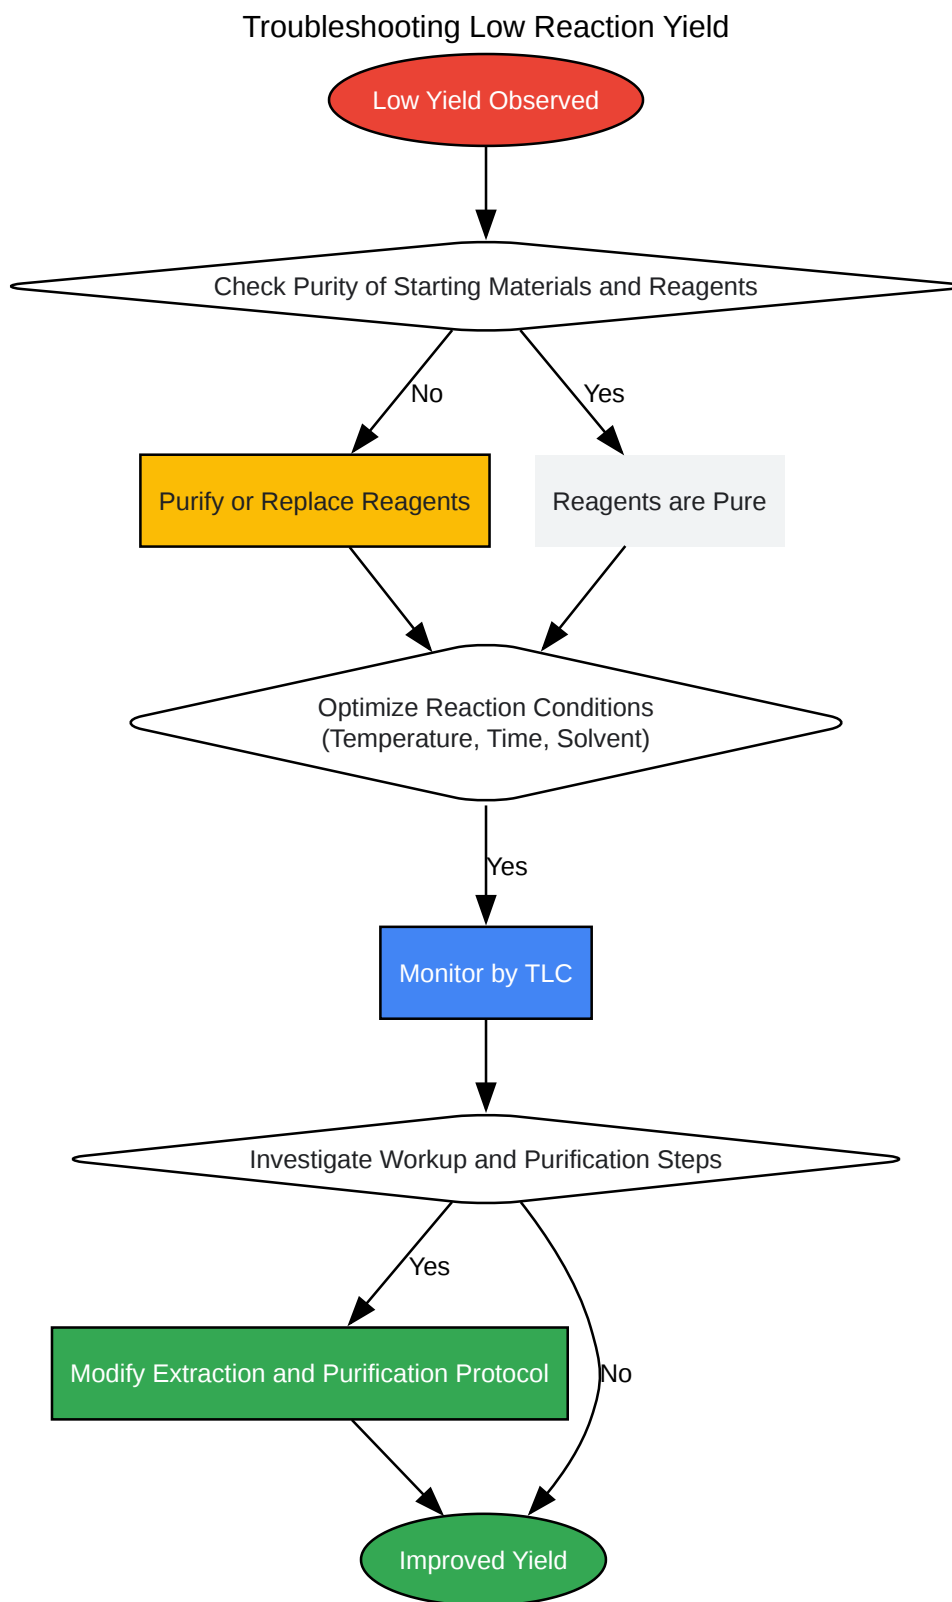 Troubleshooting Low Reaction Yield
Low Yield Observed
Check Purity of Starting Materials and Reagents
No
Yes
Purify or Replace Reagents
Reagents are Pure
Optimize Reaction Conditions
(Temperature, Time, Solvent)
Yes
Monitor by TLC
Investigate Workup and Purification Steps
Yes
Modify Extraction and Purification Protocol
No
Improved Yield